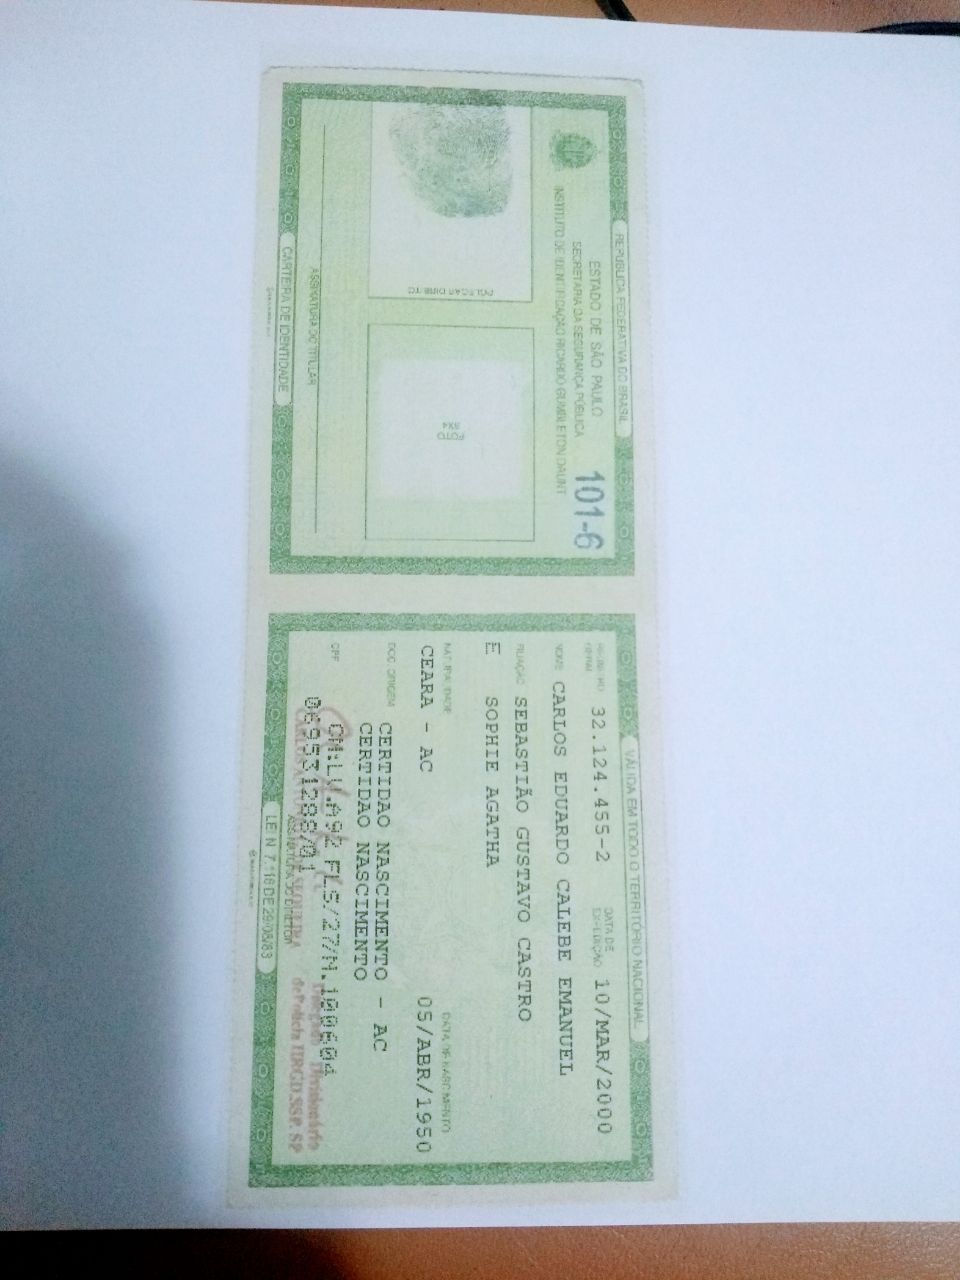 REPÚBLICA FEDERATIVA DO BRASIL
ESTADO DE SÃO PAULO
SECRETARIA DA SEGURANÇA PÚBLICA
INSTITUTO DE IDENTIFICAÇÃO RICARDO GUMBLETON DAUNT
101-6
POLEGAR DIREITO
FOTO
3X4
ASSINATURA DO TITULAR
CARTEIRA DE IDENTIDADE
VÁLIDA EM TODO O TERRITÓRIO NACIONAL
REGISTRO GERAL 32.124.455-2 DATA DE EXPEDIÇÃO 10/MAR/2000
NOME CARLOS EDUARDO CALEBE EMANUEL
FILIAÇÃO SEBASTIÃO GUSTAVO CASTRO
E SOPHIE AGATHA
NATURALIDADE DATA DE NASCIMENTO
CEARA - AC 05/ABR/1950
DOC ORIGEM CERTIDAO NASCIMENTO - AC
CERTIDAO NASCIMENTO
CPF CM:LV.A92 FLS/27/M.100604
069531288/01
Delegado Divisionário
de Polícia IIRGD.SSP.SP
ASSINATURA DO DIRETOR
LEI N 7.116 DE 29/08/83